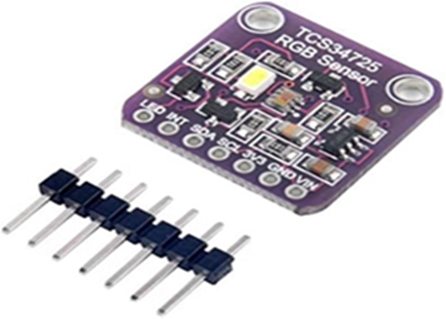 TCS34725
RGB Sensor
LED INT SDA SCL 3V3 GND VIN